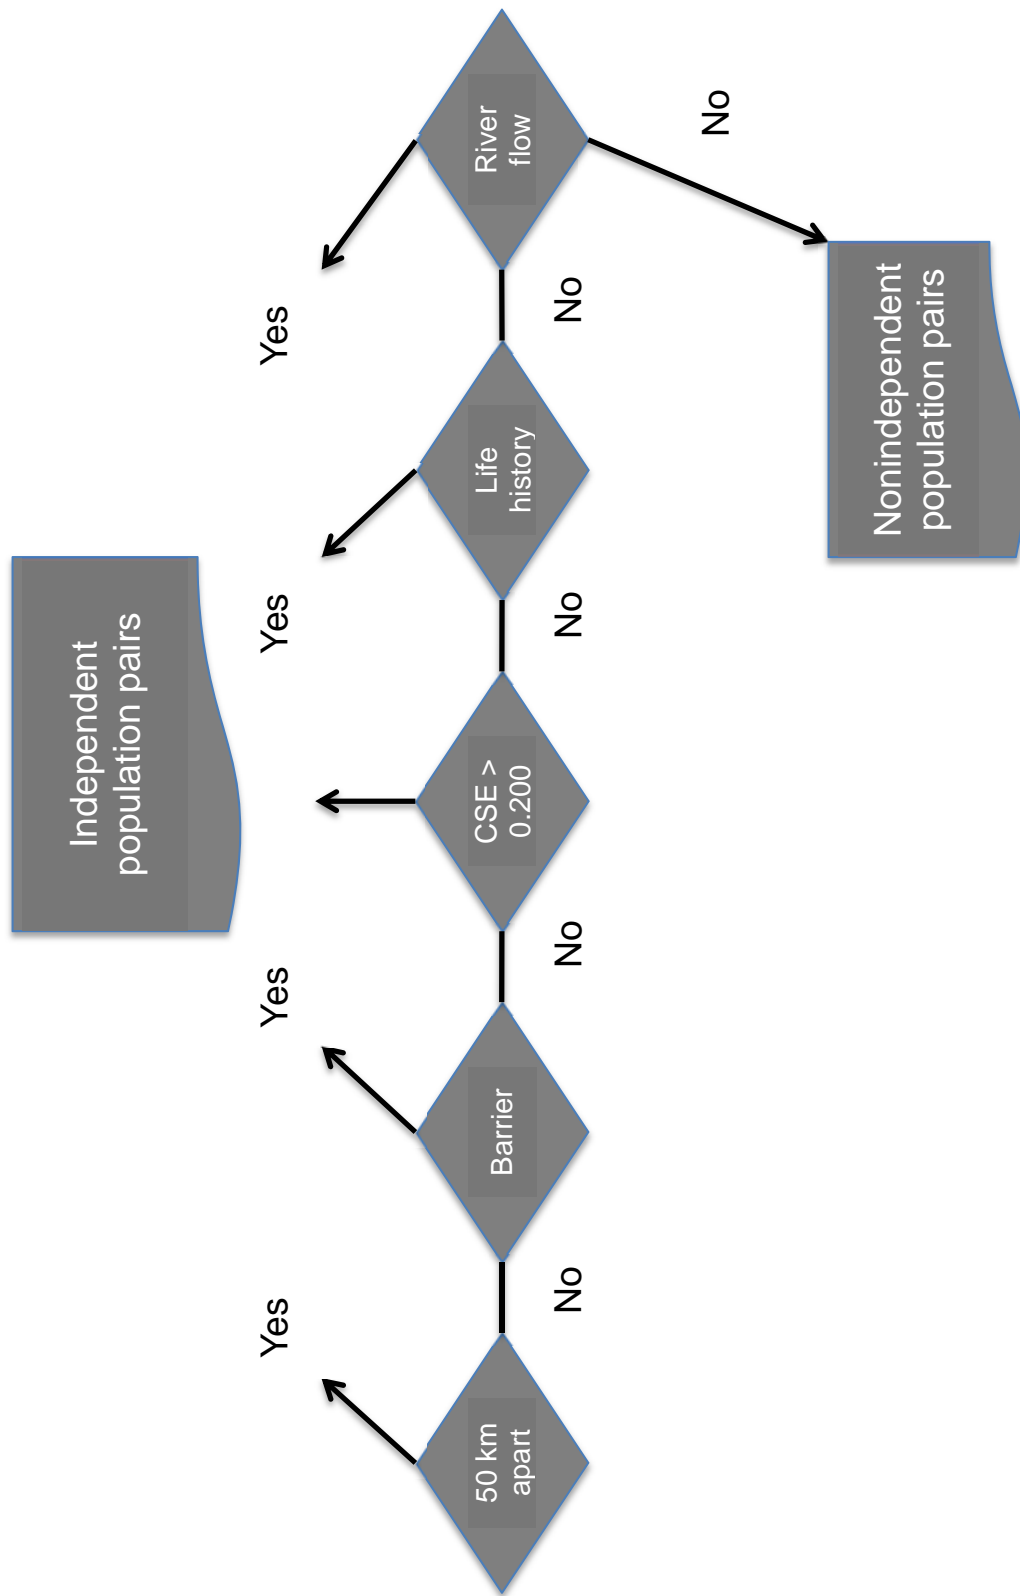 Independent
population pairs
Yes
Yes
Yes
Yes
50 km
apart
No
Barrier
No
CSE >
0.200
No
Life
history
No
River
flow
No
Nonindependent
population pairs